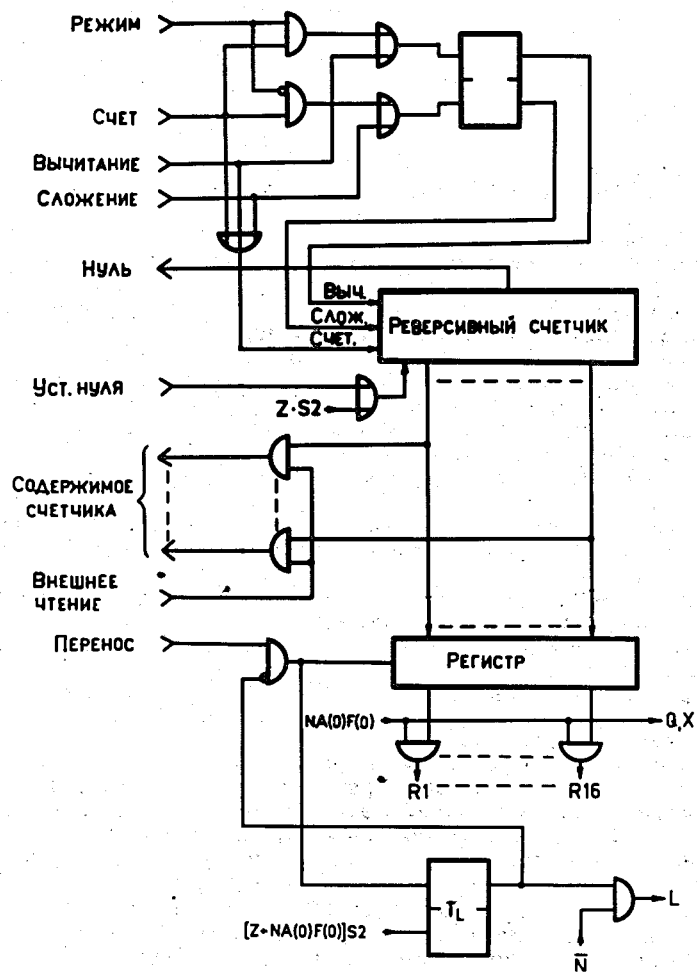 Режим
Счет
Вычитание
Сложение
Нуль
Выч.
Слож.
Счет.
Реверсивный счетчик
Уст. нуля
Z·S2
Содержимое
счетчика
Внешнее
чтение
Перенос
Регистр
NA(0)F(0)
Q,X
R1
R16
T_L
L
[Z+NA(0)F(0)]S2
N̄